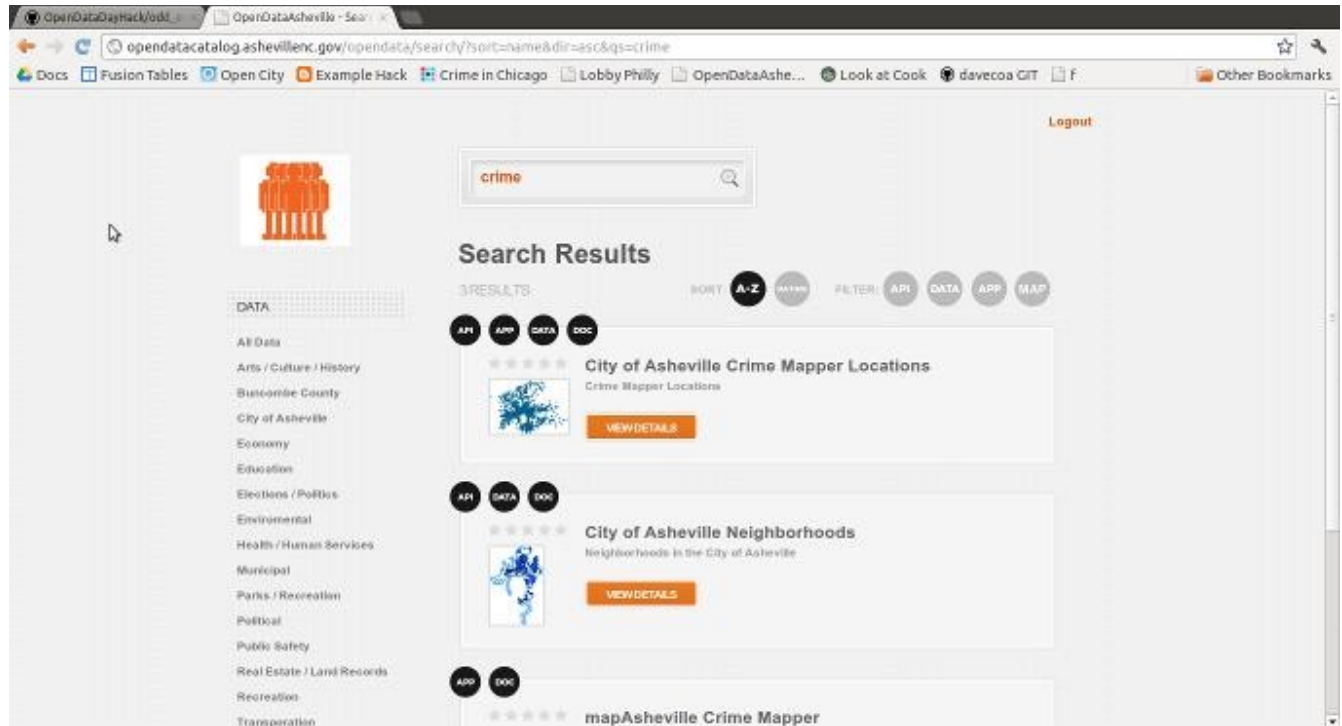 OpenDataDayHack/odd_
OpenDataAsheville - Sear
opendatacatalog.ashevillenc.gov/opendata/search/?sort=name&dir=asc&qs=crime
Docs Fusion Tables Open City Example Hack Crime in Chicago Lobby Philly OpenDataAshe... Look at Cook davecoa GIT f Other Bookmarks
Logout
crime
Search Results
3 RESULTS
SORT A-Z RATING FILTER: API DATA APP MAP
DATA
All Data
Arts / Culture / History
Buncombe County
City of Asheville
Economy
Education
Elections / Politics
Enviromental
Health / Human Services
Municipal
Parks / Recreation
Political
Public Safety
Real Estate / Land Records
Recreation
Transperation
API APP DATA DOC
City of Asheville Crime Mapper Locations
Crime Mapper Locations
VIEW DETAILS
API DATA DOC
City of Asheville Neighborhoods
Neighborhoods in the City of Asheville
VIEW DETAILS
APP DOC
mapAsheville Crime Mapper